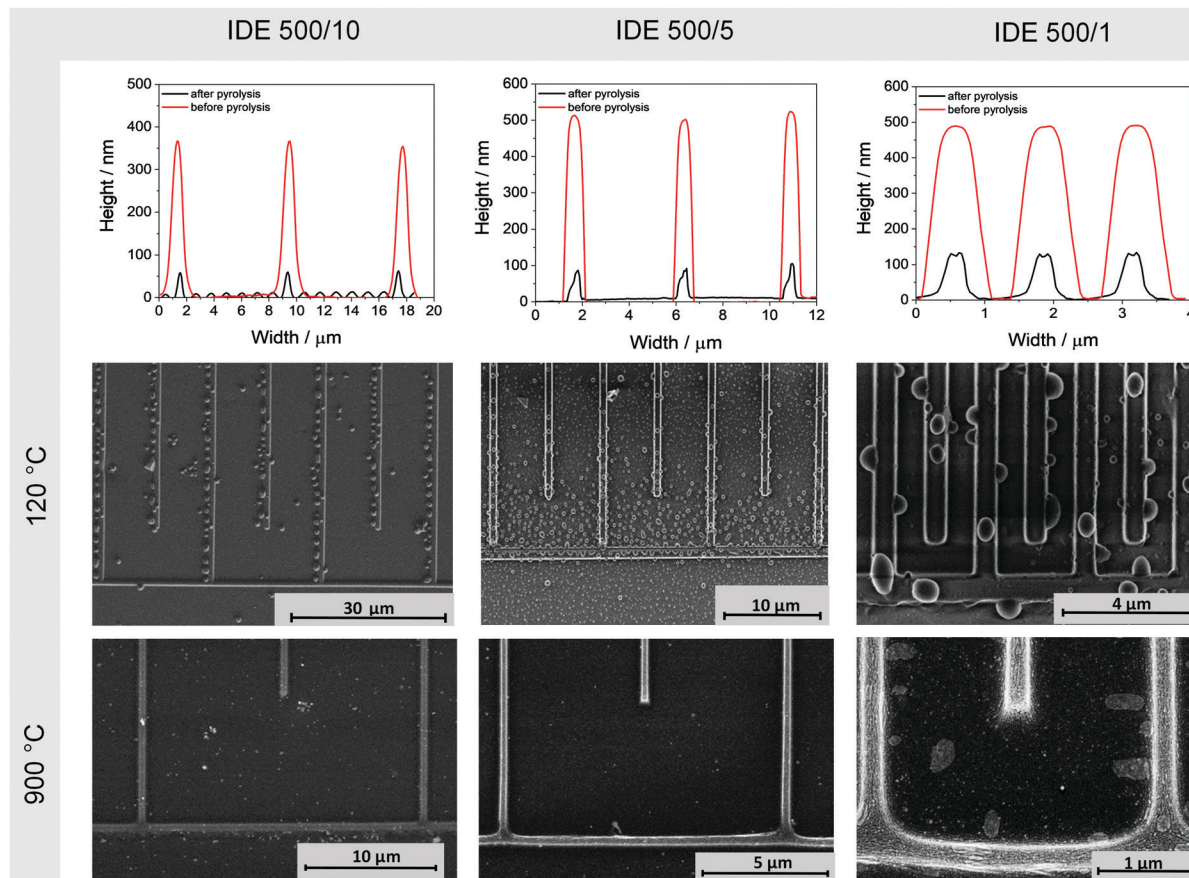 IDE 500/10
IDE 500/5
IDE 500/1
500
400
300
200
100
0
after pyrolysis
before pyrolysis
Height / nm
0 2 4 6 8 10 12 14 16 18 20
Width / μm
600
500
400
300
200
100
0
after pyrolysis
before pyrolysis
Height / nm
0 2 4 6 8 10 12
Width / μm
600
500
400
300
200
100
0
after pyrolysis
before pyrolysis
Height / nm
0 1 2 3 4
Width / μm
120 °C
30 μm
10 μm
4 μm
900 °C
10 μm
5 μm
1 μm